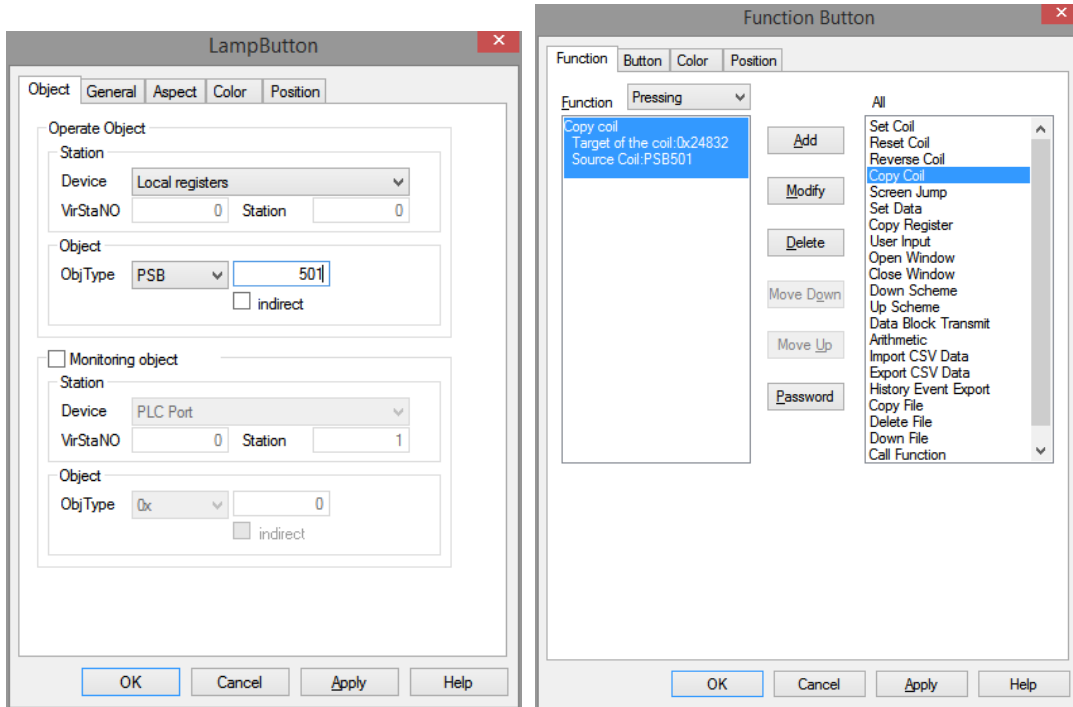 LampButton
Object General Aspect Color Position
Operate Object
Station
Device Local registers
VirStaNO 0 Station 0
Object
ObjType PSB 501
indirect
Monitoring object
Station
Device PLC Port
VirStaNO 0 Station 1
Object
ObjType 0x 0
indirect
OK Cancel Apply Help
Function Button
Function Button Color Position
Function Pressing
All
Copy coil
Target of the coil:0x24832
Source Coil:PSB501
Add
Modify
Delete
Move Down
Move Up
Password
Set Coil
Reset Coil
Reverse Coil
Copy Coil
Screen Jump
Set Data
Copy Register
User Input
Open Window
Close Window
Down Scheme
Up Scheme
Data Block Transmit
Arithmetic
Import CSV Data
Export CSV Data
History Event Export
Copy File
Delete File
Down File
Call Function
OK Cancel Apply Help